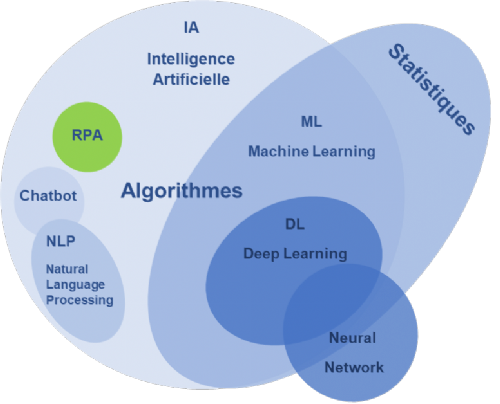 IA
Intelligence
Artificielle
Statistiques
RPA
ML
Machine Learning
Chatbot
Algorithmes
DL
Deep Learning
NLP
Natural
Language
Processing
Neural
Network